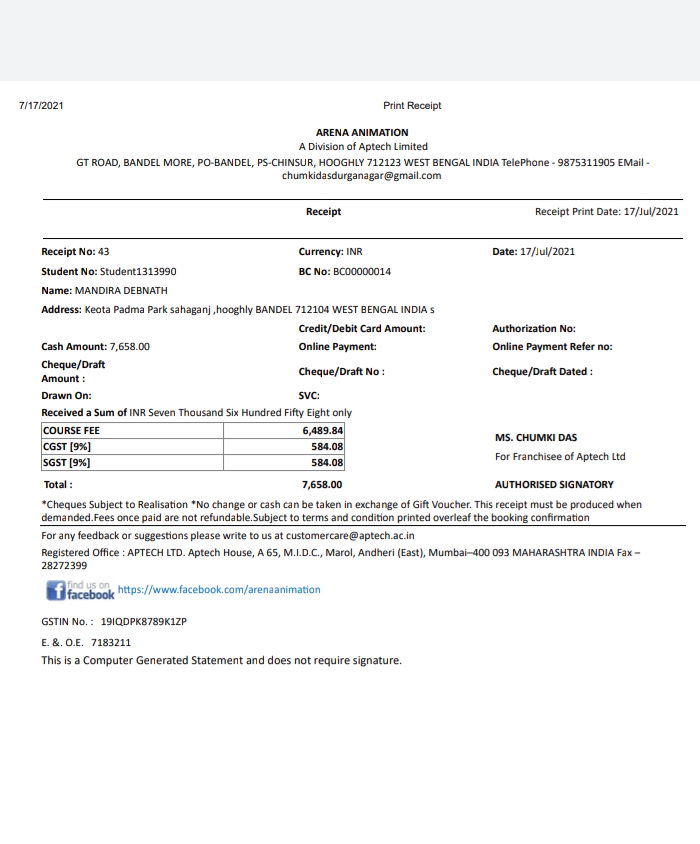 7/17/2021 Print Receipt
ARENA ANIMATION
A Division of Aptech Limited
GT ROAD, BANDEL MORE, PO-BANDEL, PS-CHINSUR, HOOGHLY 712123 WEST BENGAL INDIA TelePhone - 9875311905 EMail -
chumkidasdurganagar@gmail.com
Receipt Receipt Print Date: 17/Jul/2021
Receipt No: 43 Currency: INR Date: 17/Jul/2021
Student No: Student1313990 BC No: BC00000014
Name: MANDIRA DEBNATH
Address: Keota Padma Park sahaganj ,hooghly BANDEL 712104 WEST BENGAL INDIA s
Credit/Debit Card Amount: Authorization No:
Cash Amount: 7,658.00 Online Payment: Online Payment Refer no:
Cheque/Draft
Amount : Cheque/Draft No : Cheque/Draft Dated :
Drawn On: SVC:
Received a Sum of INR Seven Thousand Six Hundred Fifty Eight only
COURSE FEE 6,489.84
CGST [9%] 584.08
SGST [9%] 584.08
MS. CHUMKI DAS
For Franchisee of Aptech Ltd
Total : 7,658.00 AUTHORISED SIGNATORY
*Cheques Subject to Realisation *No change or cash can be taken in exchange of Gift Voucher. This receipt must be produced when
demanded.Fees once paid are not refundable.Subject to terms and condition printed overleaf the booking confirmation
For any feedback or suggestions please write to us at customercare@aptech.ac.in
Registered Office : APTECH LTD. Aptech House, A 65, M.I.D.C., Marol, Andheri (East), Mumbai–400 093 MAHARASHTRA INDIA Fax –
28272399
find us on
facebook https://www.facebook.com/arenaanimation
GSTIN No. : 19IQDPK8789K1ZP
E. &. O.E. 7183211
This is a Computer Generated Statement and does not require signature.